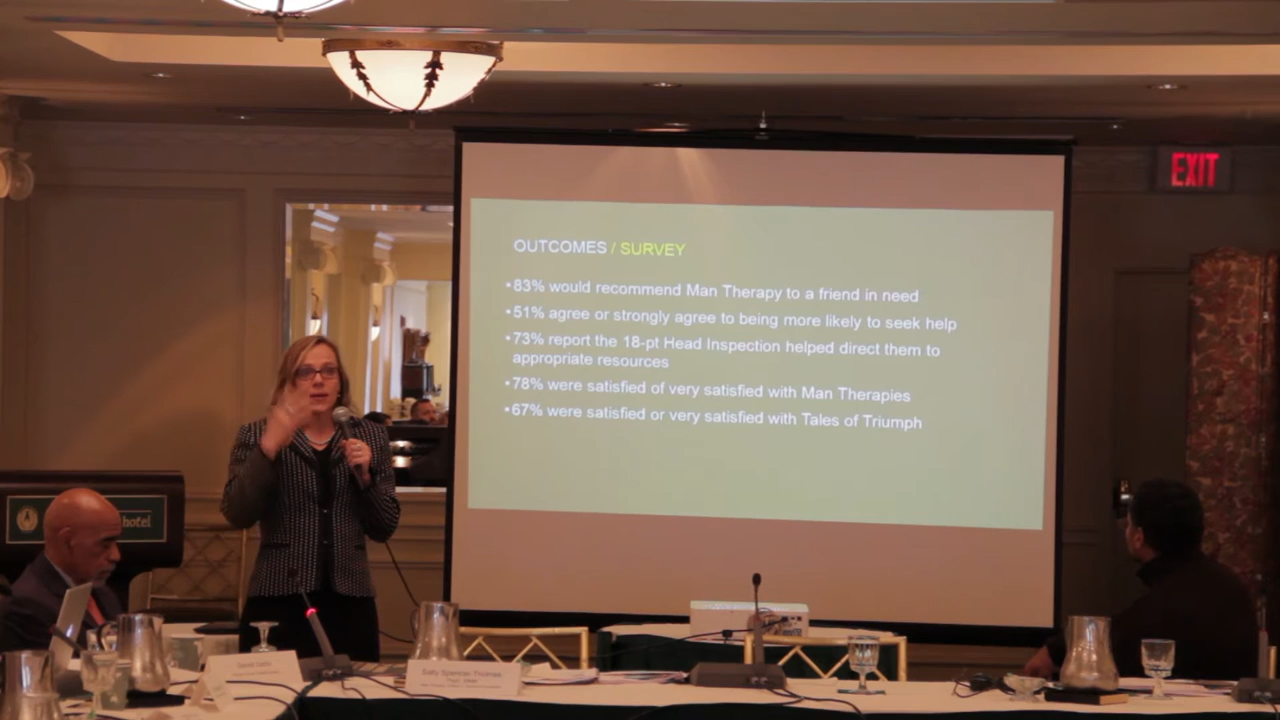 EXIT
OUTCOMES / SURVEY
•83% would recommend Man Therapy to a friend in need
•51% agree or strongly agree to being more likely to seek help
•73% report the 18-pt Head Inspection helped direct them to
appropriate resources
•78% were satisfied of very satisfied with Man Therapies
•67% were satisfied or very satisfied with Tales of Triumph
hotel
Sally Spencer-Thomas